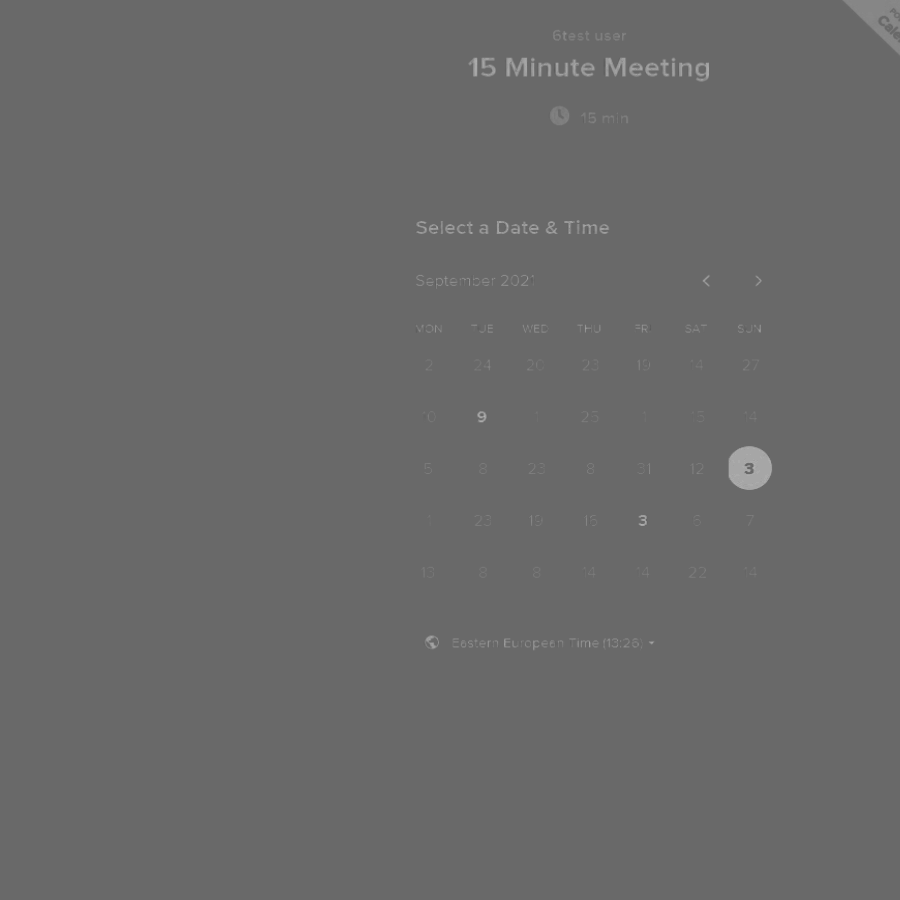 6test user
15 Minute Meeting
15 min
Select a Date & Time
September 2021
MON TUE WED THU FRI SAT SUN
2 24 20 23 19 14 27
10 9 1 25 1 15 14
5 8 23 8 31 12 3
1 23 19 15 3 6 7
13 8 8 14 14 22 14
Eastern European Time (13:26)